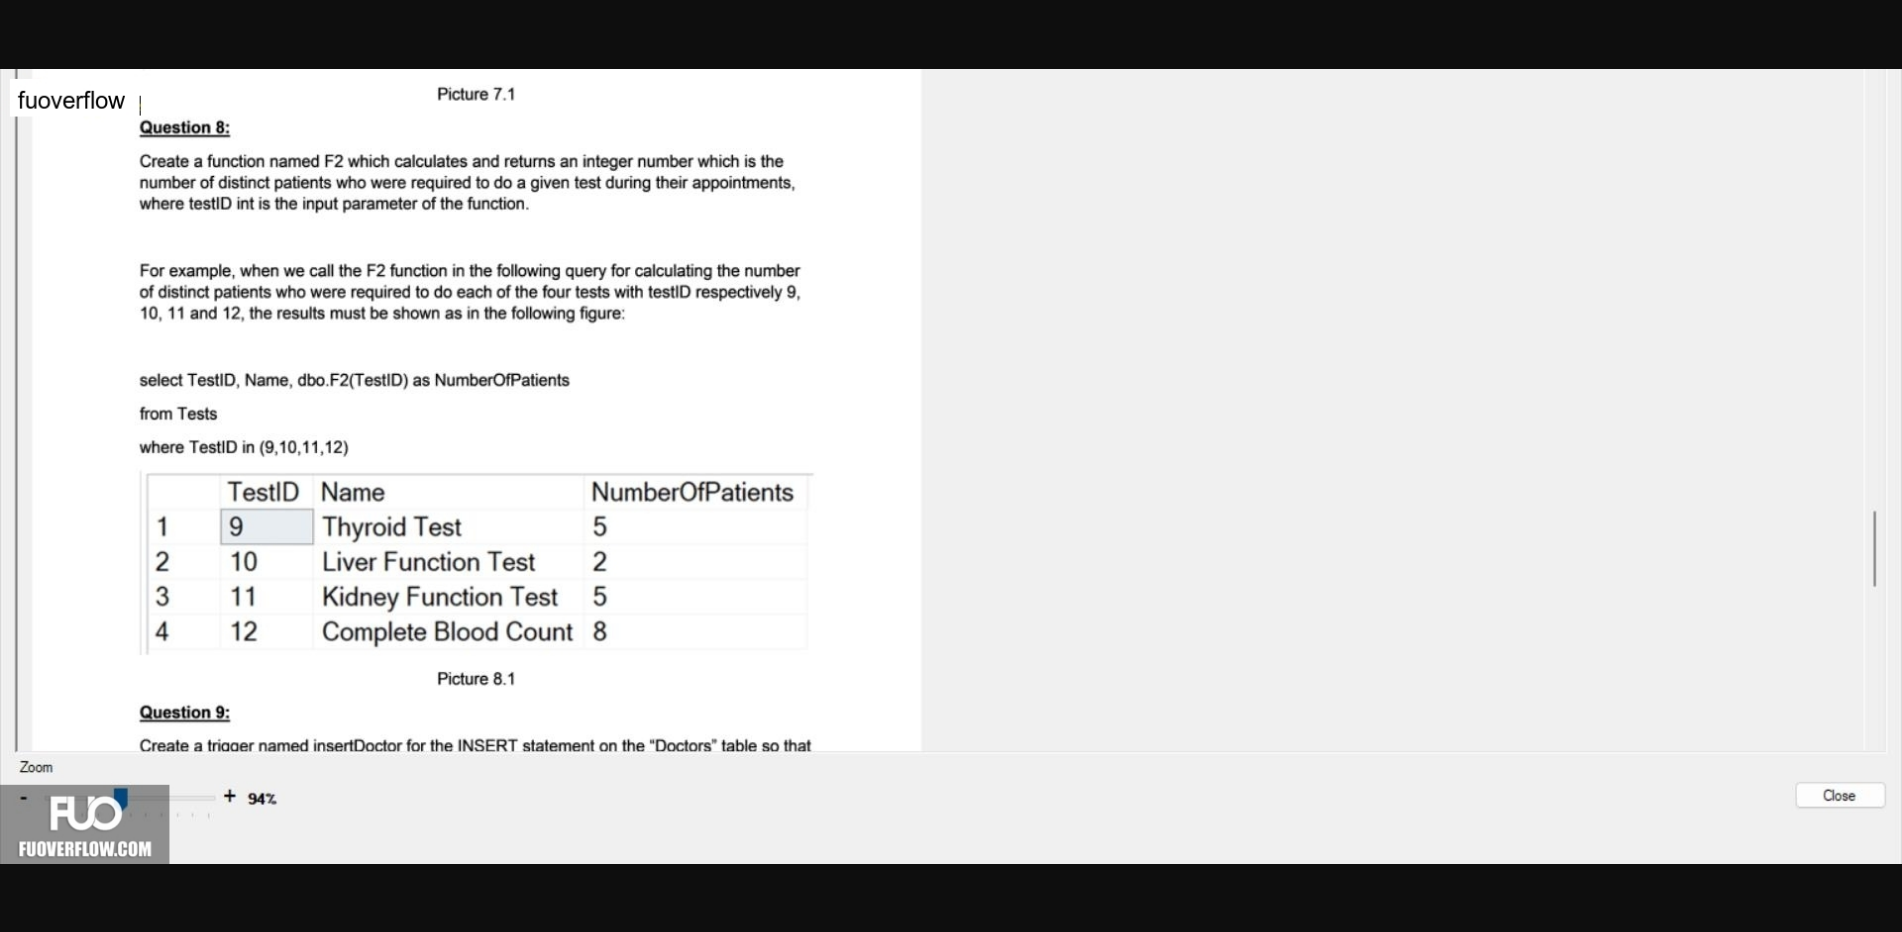 fuoverflow
Picture 7.1
Question 8:
Create a function named F2 which calculates and returns an integer number which is the
number of distinct patients who were required to do a given test during their appointments,
where testID int is the input parameter of the function.
For example, when we call the F2 function in the following query for calculating the number
of distinct patients who were required to do each of the four tests with testID respectively 9,
10, 11 and 12, the results must be shown as in the following figure:
select TestID, Name, dbo.F2(TestID) as NumberOfPatients
from Tests
where TestID in (9,10,11,12)
TestID Name NumberOfPatients
1 9 Thyroid Test 5
2 10 Liver Function Test 2
3 11 Kidney Function Test 5
4 12 Complete Blood Count 8
Picture 8.1
Question 9:
Create a trigger named insertDoctor for the INSERT statement on the “Doctors” table so that
Zoom
- + 94%
Close
FUO
FUOVERFLOW.COM